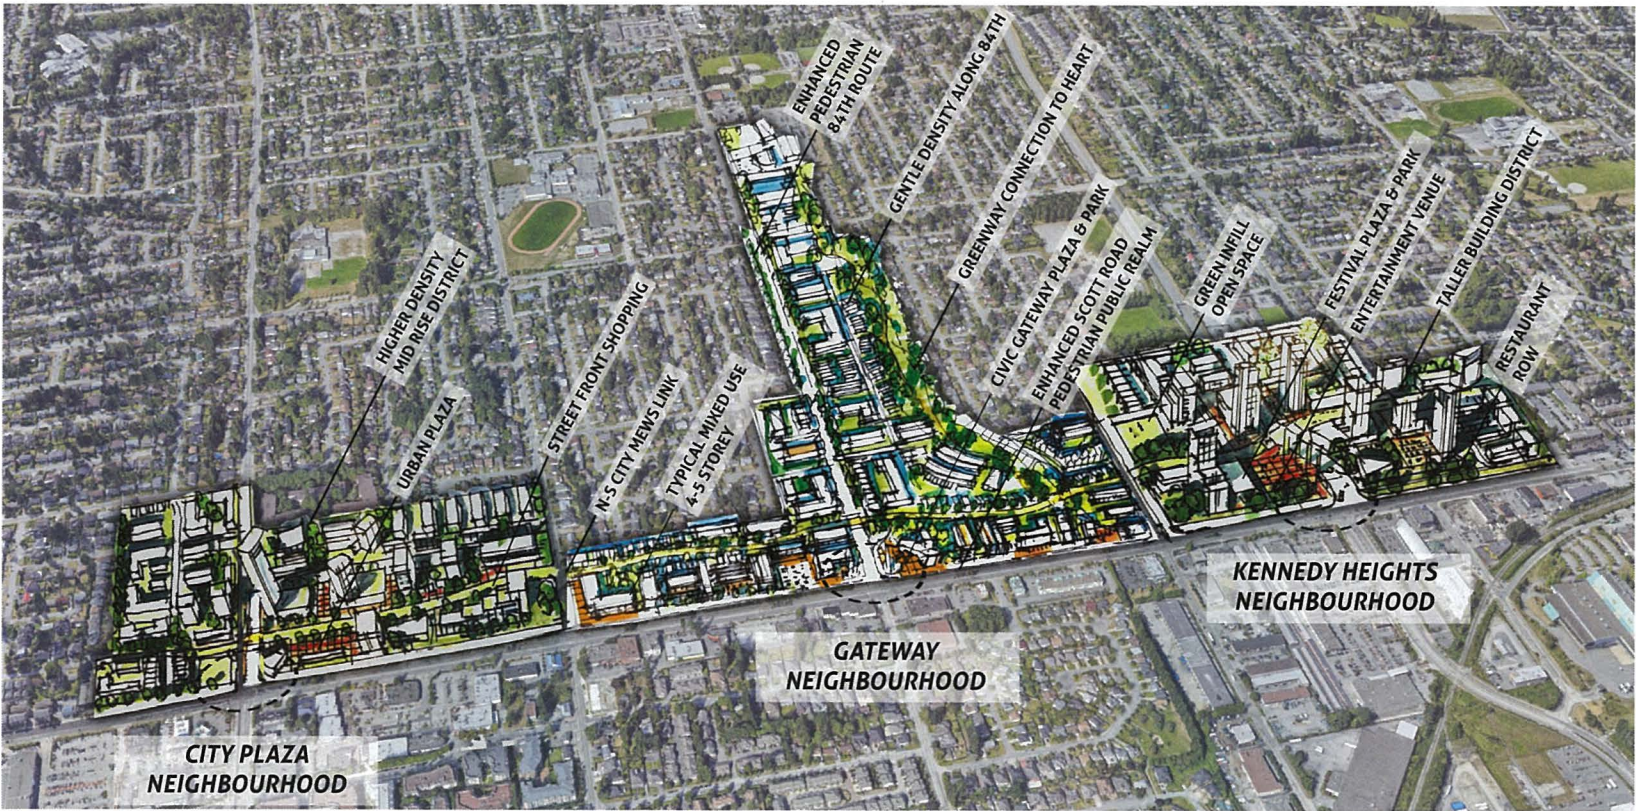 ENHANCED
PEDESTRIAN
84TH ROUTE
GENTLE DENSITY ALONG 84TH
GREENWAY CONNECTION TO HEART
CIVIC GATEWAY PLAZA & PARK
ENHANCED SCOTT ROAD
PEDESTRIAN PUBLIC REALM
GREEN INFILL
OPEN SPACE
FESTIVAL PLAZA & PARK
ENTERTAINMENT VENUE
TALLER BUILDING DISTRICT
RESTAURANT
ROW
HIGHER DENSITY
MID RISE DISTRICT
URBAN PLAZA
STREET FRONT SHOPPING
N-S CITY MEWS LINK
TYPICAL MIXED USE
4-5 STOREY
KENNEDY HEIGHTS
NEIGHBOURHOOD
GATEWAY
NEIGHBOURHOOD
CITY PLAZA
NEIGHBOURHOOD